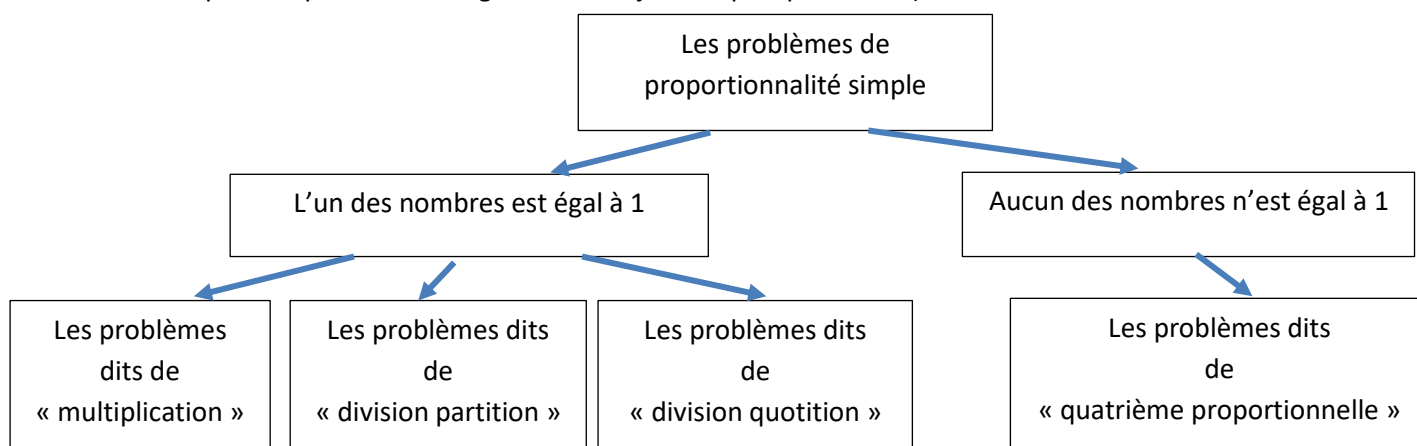 Les problèmes de
proportionnalité simple
L’un des nombres est égal à 1
Aucun des nombres n’est égal à 1
Les problèmes
dits de
« multiplication »
Les problèmes dits
de
« division partition »
Les problèmes dits
de
« division quotition »
Les problèmes dits
de
« quatrième proportionnelle »